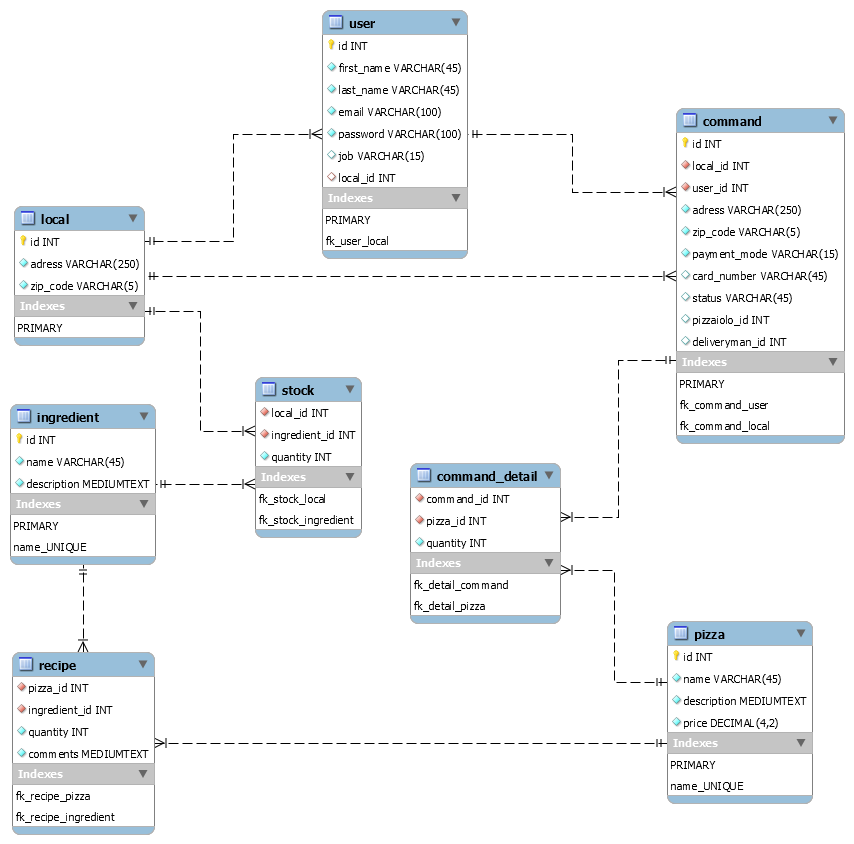 user
id INT
first_name VARCHAR(45)
last_name VARCHAR(45)
email VARCHAR(100)
password VARCHAR(100)
job VARCHAR(15)
local_id INT
Indexes
PRIMARY
fk_user_local
command
id INT
local_id INT
user_id INT
adress VARCHAR(250)
zip_code VARCHAR(5)
payment_mode VARCHAR(15)
card_number VARCHAR(45)
status VARCHAR(45)
pizzaiolo_id INT
deliveryman_id INT
Indexes
PRIMARY
fk_command_user
fk_command_local
local
id INT
adress VARCHAR(250)
zip_code VARCHAR(5)
Indexes
PRIMARY
stock
local_id INT
ingredient_id INT
quantity INT
Indexes
fk_stock_local
fk_stock_ingredient
ingredient
id INT
name VARCHAR(45)
description MEDIUMTEXT
Indexes
PRIMARY
name_UNIQUE
command_detail
command_id INT
pizza_id INT
quantity INT
Indexes
fk_detail_command
fk_detail_pizza
pizza
id INT
name VARCHAR(45)
description MEDIUMTEXT
price DECIMAL(4,2)
Indexes
PRIMARY
name_UNIQUE
recipe
pizza_id INT
ingredient_id INT
quantity INT
comments MEDIUMTEXT
Indexes
fk_recipe_pizza
fk_recipe_ingredient